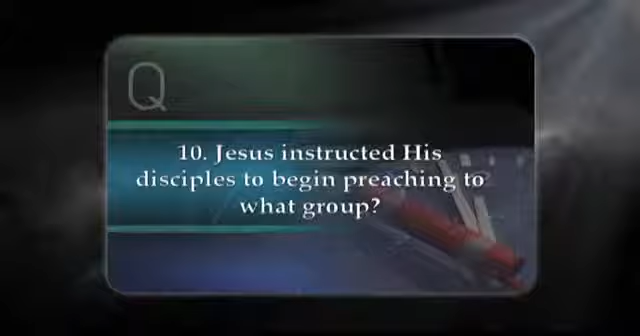 Q
10. Jesus instructed His
disciples to begin preaching to
what group?